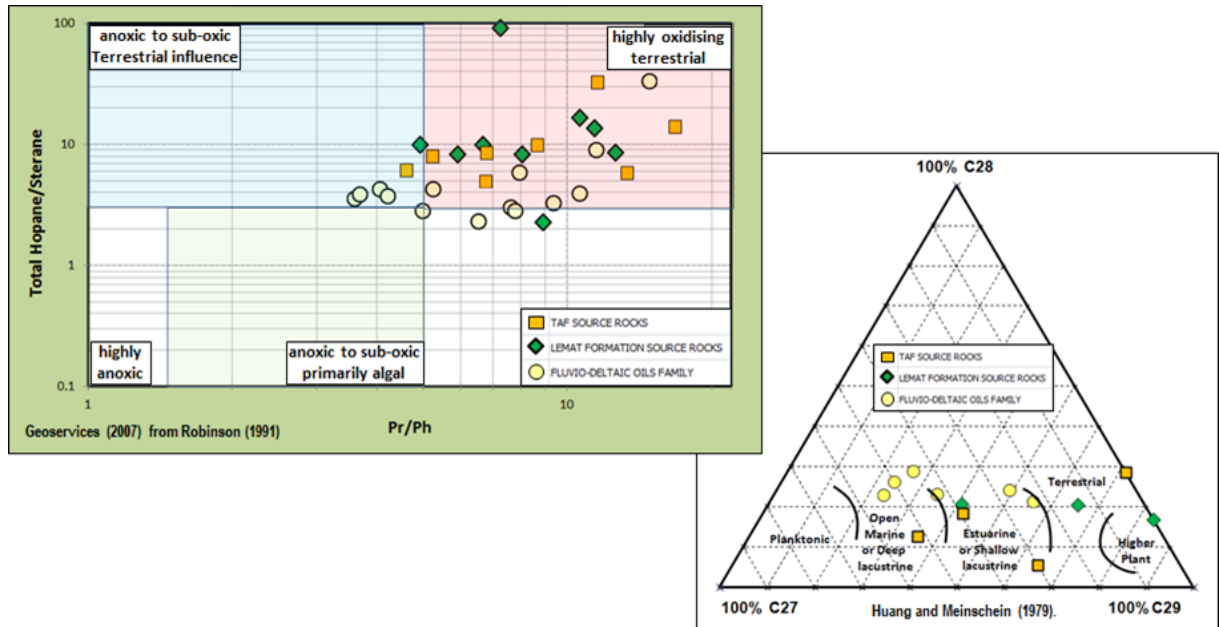 100
anoxic to sub-oxic
Terrestrial influence
highly oxidising
terrestrial
Total Hopane/Sterane
10
1
TAF SOURCE ROCKS
LEMAT FORMATION SOURCE ROCKS
FLUVIO-DELTAIC OILS FAMILY
highly
anoxic
anoxic to sub-oxic
primarily algal
0.1
1
10
Pr/Ph
Geoservices (2007) from Robinson (1991)
100% C28
TAF SOURCE ROCKS
LEMAT FORMATION SOURCE ROCKS
FLUVIO-DELTAIC OILS FAMILY
Terrestrial
Planktonic
Open
Marine
or Deep
lacustrine
Estuarine
or Shallow
lacustrine
Higher
Plant
100% C27
Huang and Meinschein (1979).
100% C29